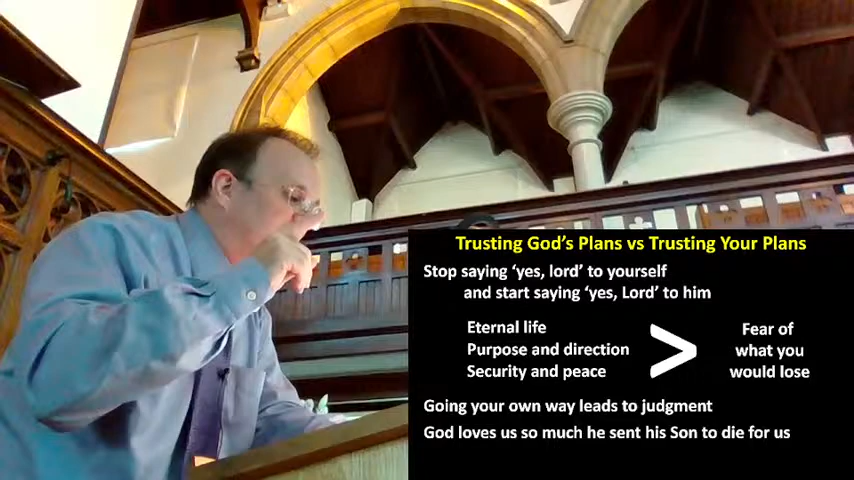 Trusting God's Plans vs Trusting Your Plans
Stop saying 'yes, lord' to yourself
and start saying 'yes, Lord' to him
Eternal life
Purpose and direction
Security and peace
>
Fear of
what you
would lose
Going your own way leads to judgment
God loves us so much he sent his Son to die for us